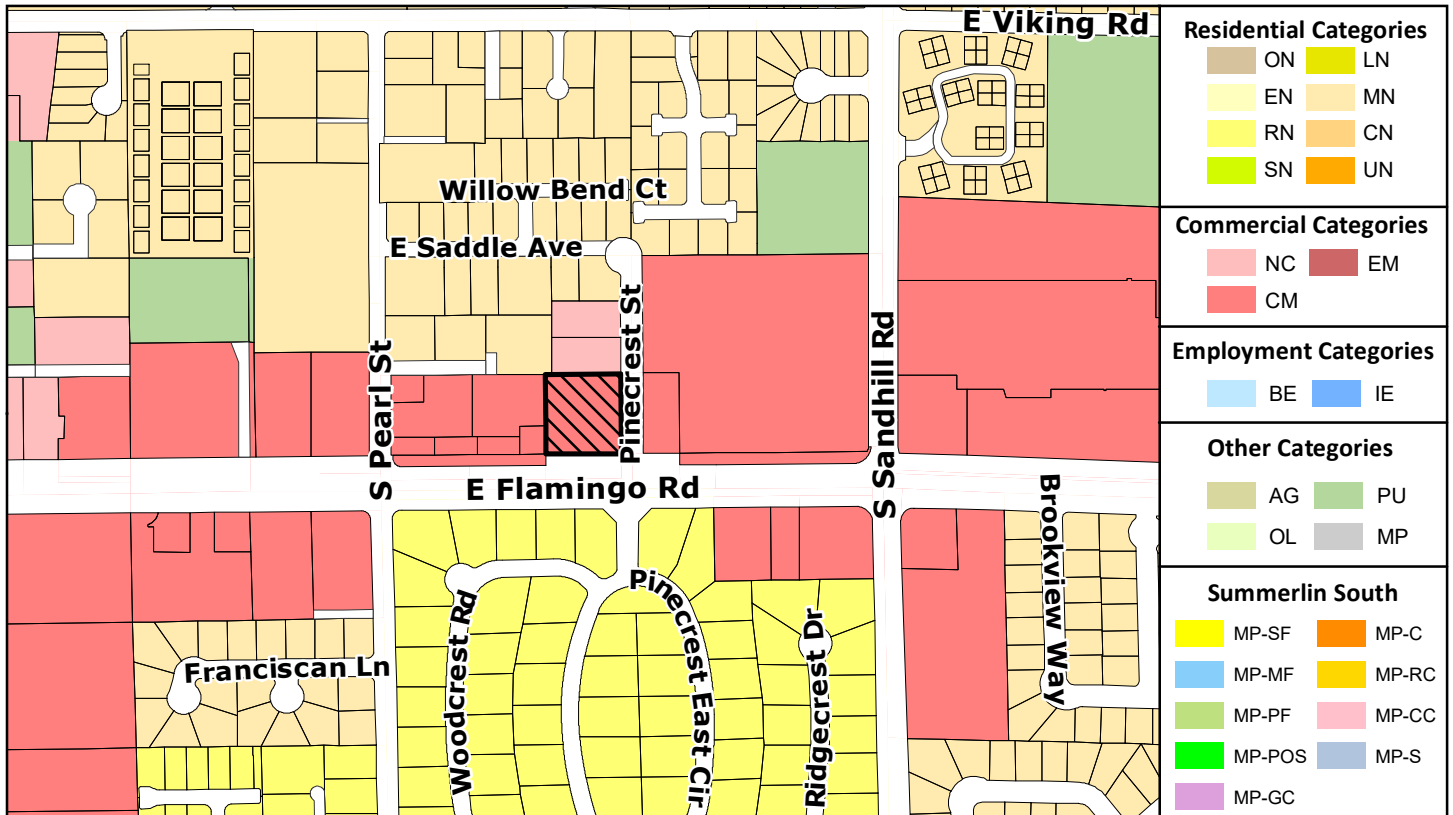 E Viking Rd
Willow Bend Ct
E Saddle Ave
Pinecrest St
S Pearl St
S Sandhill Rd
E Flamingo Rd
Brookview Way
Pinecrest East Cir
Woodcrest Rd
Ridgecrest Dr
Franciscan Ln
Residential Categories
ON LN
EN MN
RN CN
SN UN
Commercial Categories
NC EM
CM
Employment Categories
BE IE
Other Categories
AG PU
OL MP
Summerlin South
MP-SF MP-C
MP-MF MP-RC
MP-PF MP-CC
MP-POS MP-S
MP-GC